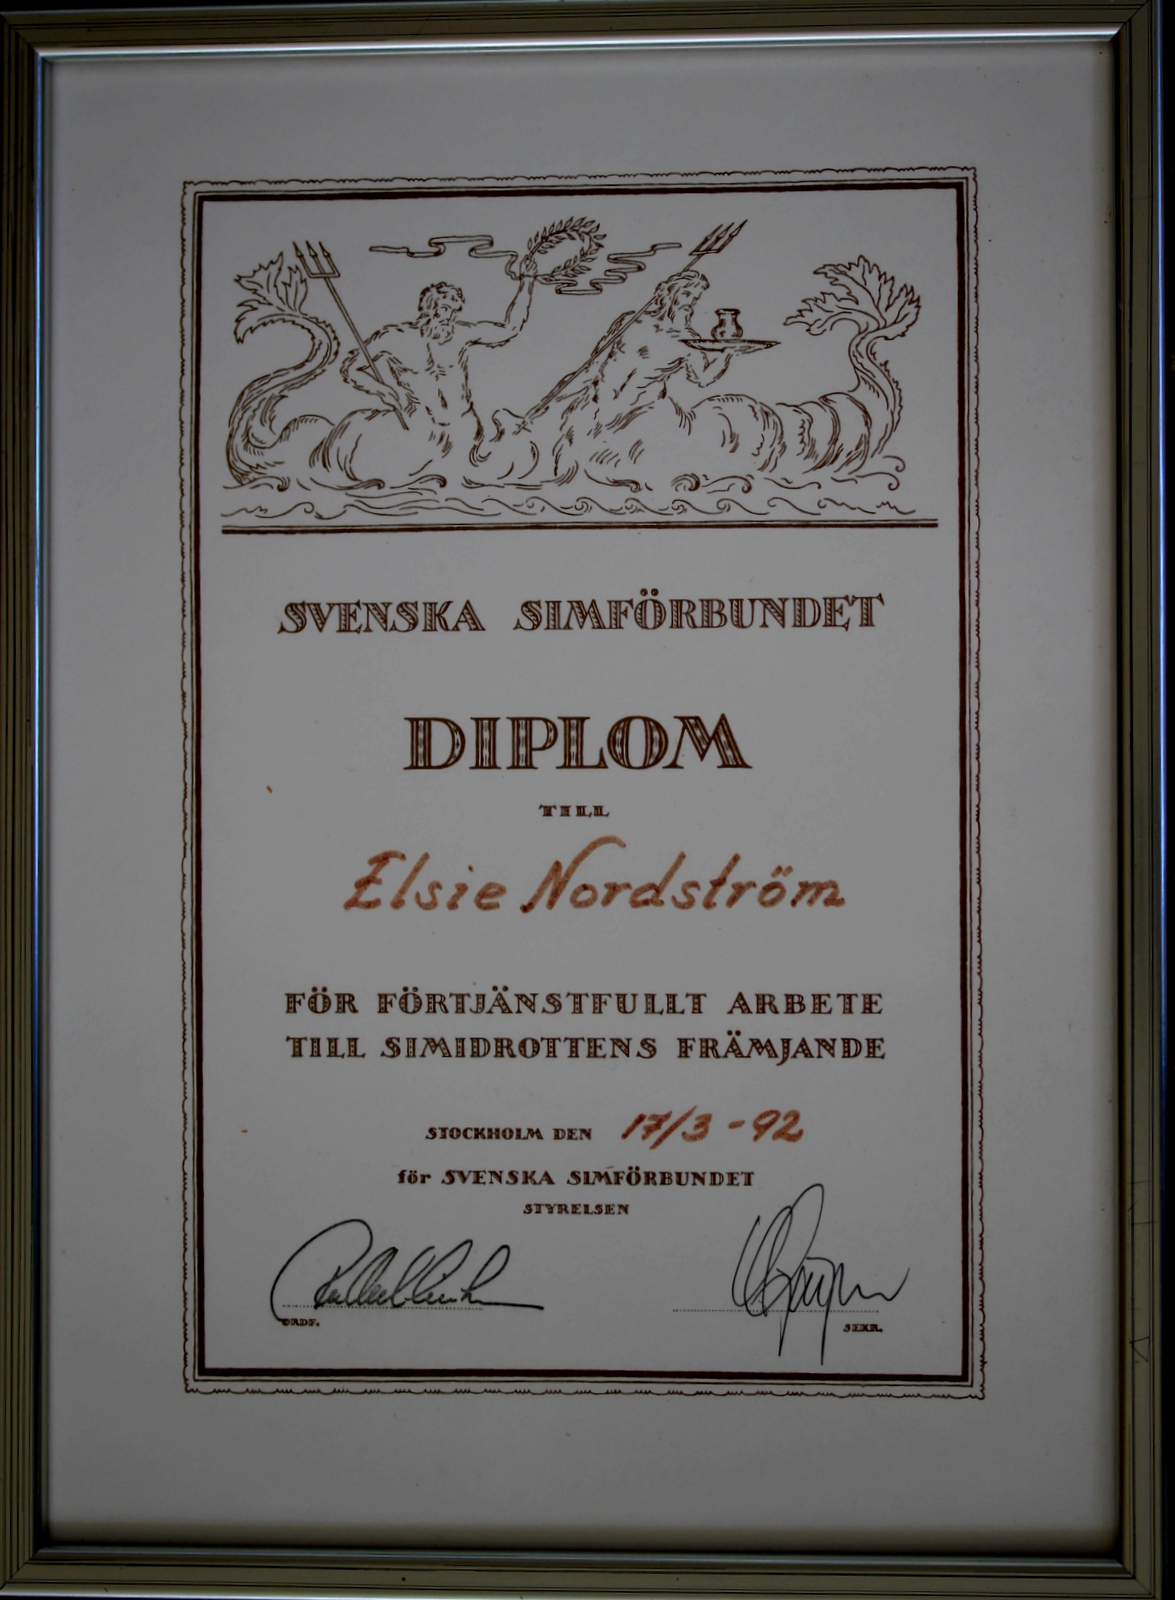 SVENSKA SIMFÖRBUNDET
DIPLOM
TILL
Elsie Nordström
FÖR FÖRTJÄNSTFULLT ARBETE
TILL SIMIDROTTENS FRÄMJANDE
STOCKHOLM DEN 17/3 - 92
för SVENSKA SIMFÖRBUNDET
STYRELSEN
ORDF. SEKR.